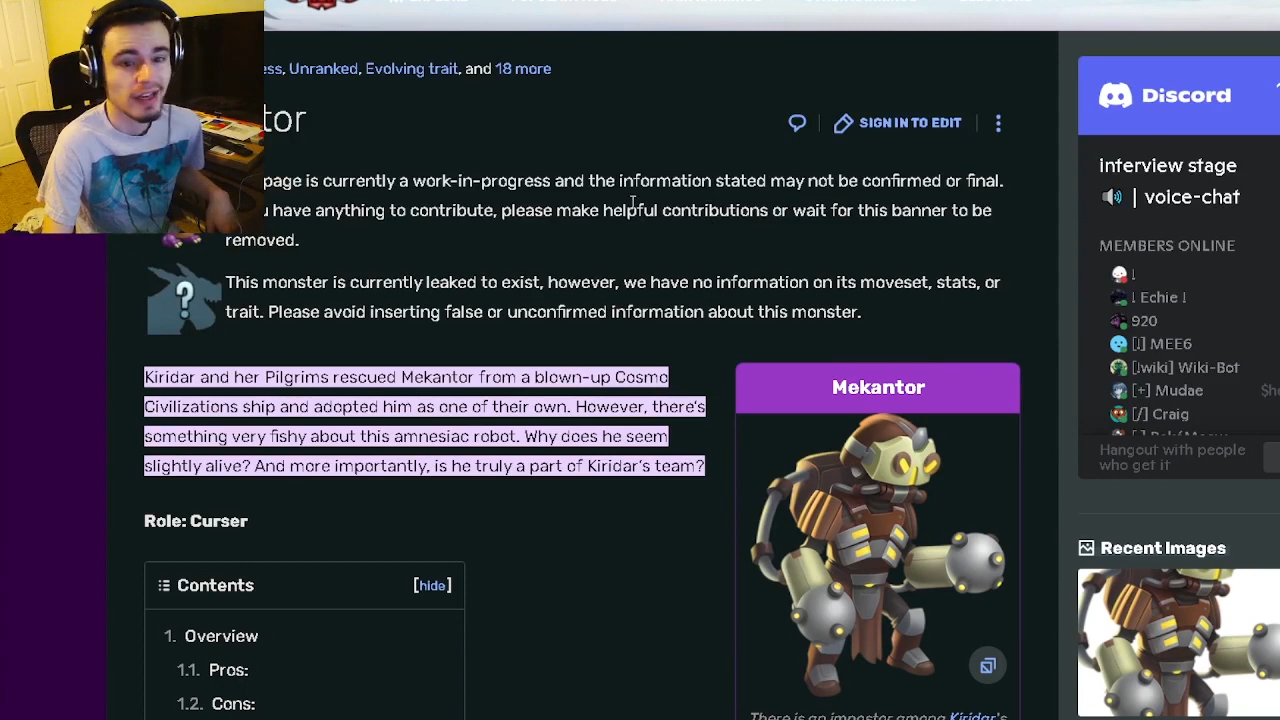 ess, Unranked, Evolving trait, and 18 more
tor
SIGN IN TO EDIT
page is currently a work-in-progress and the information stated may not be confirmed or final.
u have anything to contribute, please make helpful contributions or wait for this banner to be
removed.
This monster is currently leaked to exist, however, we have no information on its moveset, stats, or
trait. Please avoid inserting false or unconfirmed information about this monster.
Kiridar and her Pilgrims rescued Mekantor from a blown-up Cosmo
Civilizations ship and adopted him as one of their own. However, there's
something very fishy about this amnesiac robot. Why does he seem
slightly alive? And more importantly, is he truly a part of Kiridar's team?
Role: Curser
Contents [hide]
1. Overview
1.1. Pros:
1.2. Cons:
Mekantor
There is an impostor among Kiridar's
Discord
interview stage
| voice-chat
MEMBERS ONLINE
!
! Echie !
920
[!] MEE6
[!wiki] Wiki-Bot
[+] Mudae $h
[/] Craig
Hangout with people
who get it
Recent Images